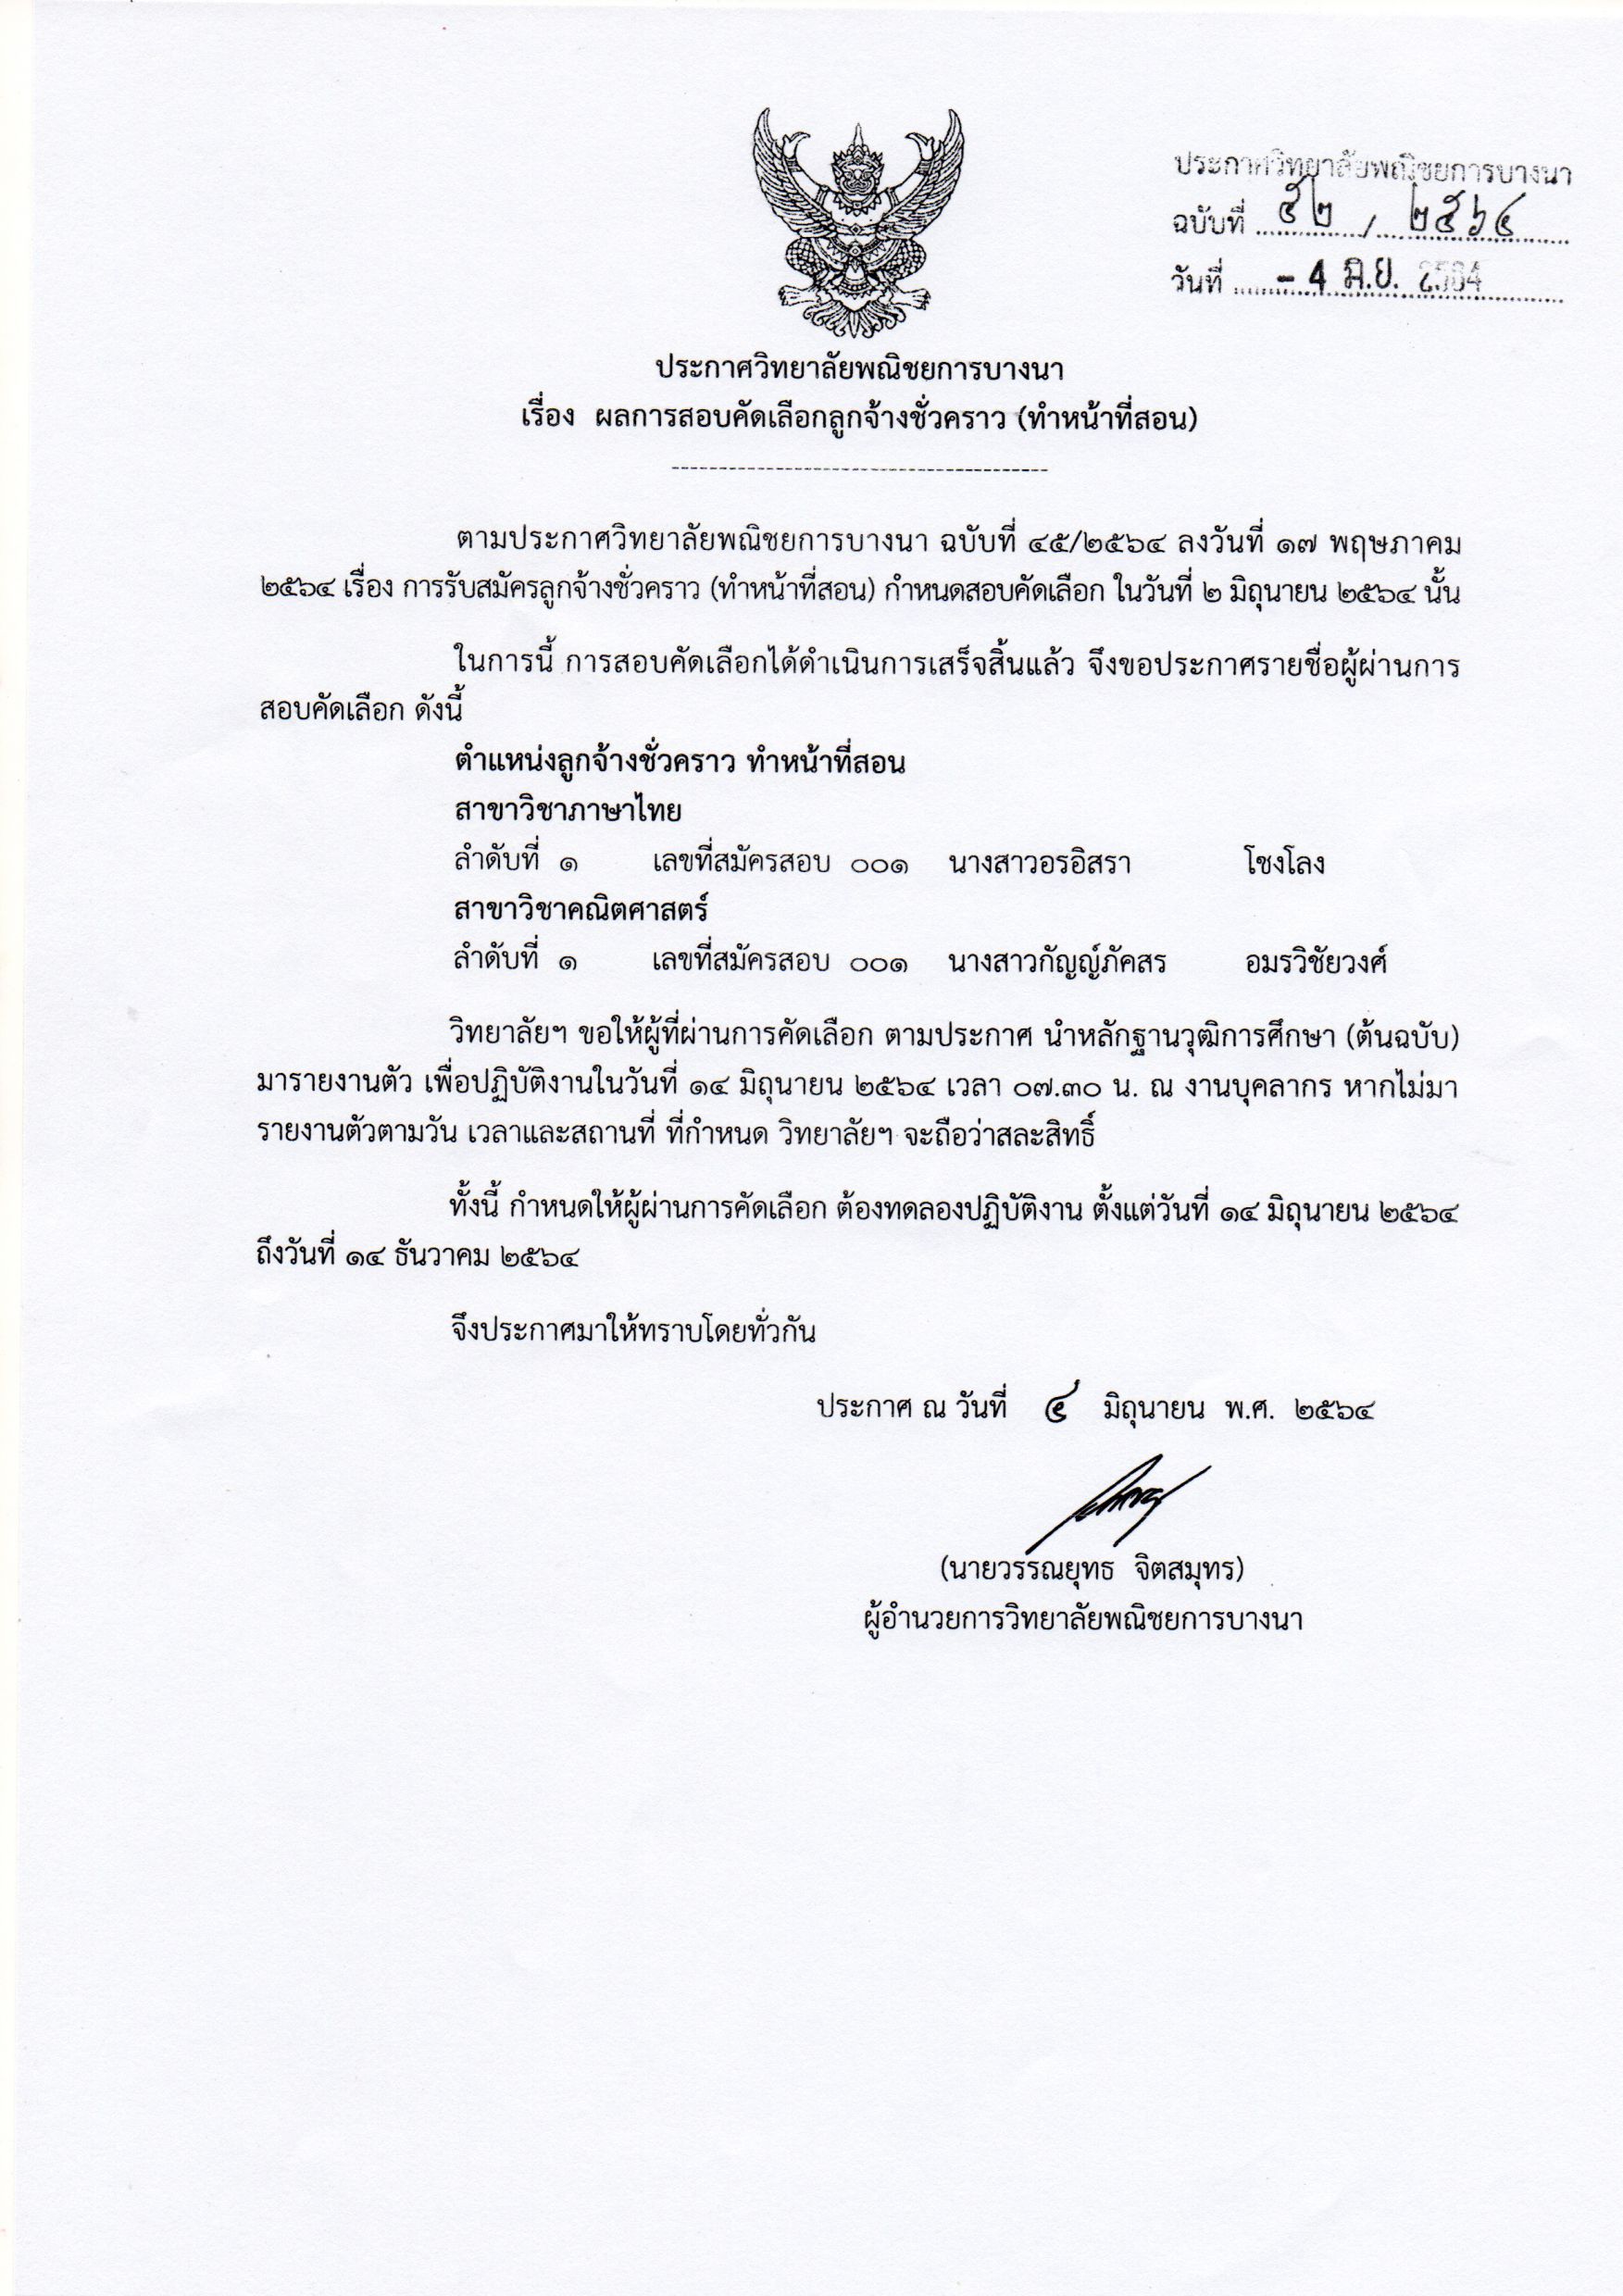 ประกาศวิทยาลัยพณิชยการบางนา
ฉบับที่ ๕๒ / ๒๕๖๔
วันที่ - 4 มิ.ย. 2564
ประกาศวิทยาลัยพณิชยการบางนา
เรื่อง ผลการสอบคัดเลือกลูกจ้างชั่วคราว (ทำหน้าที่สอน)
ตามประกาศวิทยาลัยพณิชยการบางนา ฉบับที่ ๔๕/๒๕๖๔ ลงวันที่ ๑๗ พฤษภาคม
๒๕๖๔ เรื่อง การรับสมัครลูกจ้างชั่วคราว (ทำหน้าที่สอน) กำหนดสอบคัดเลือก ในวันที่ ๒ มิถุนายน ๒๕๖๔ นั้น
ในการนี้ การสอบคัดเลือกได้ดำเนินการเสร็จสิ้นแล้ว จึงขอประกาศรายชื่อผู้ผ่านการ
สอบคัดเลือก ดังนี้
ตำแหน่งลูกจ้างชั่วคราว ทำหน้าที่สอน
สาขาวิชาภาษาไทย
ลำดับที่ ๑ เลขที่สมัครสอบ ๐๐๑ นางสาวอรอิสรา โชงโลง
สาขาวิชาคณิตศาสตร์
ลำดับที่ ๑ เลขที่สมัครสอบ ๐๐๑ นางสาวกัญญ์ภัคสร อมรวิชัยวงศ์
วิทยาลัยฯ ขอให้ผู้ที่ผ่านการคัดเลือก ตามประกาศ นำหลักฐานวุฒิการศึกษา (ต้นฉบับ)
มารายงานตัว เพื่อปฏิบัติงานในวันที่ ๑๔ มิถุนายน ๒๕๖๔ เวลา ๐๗.๓๐ น. ณ งานบุคลากร หากไม่มา
รายงานตัวตามวัน เวลาและสถานที่ ที่กำหนด วิทยาลัยฯ จะถือว่าสละสิทธิ์
ทั้งนี้ กำหนดให้ผู้ผ่านการคัดเลือก ต้องทดลองปฏิบัติงาน ตั้งแต่วันที่ ๑๔ มิถุนายน ๒๕๖๔
ถึงวันที่ ๑๔ ธันวาคม ๒๕๖๔
จึงประกาศมาให้ทราบโดยทั่วกัน
ประกาศ ณ วันที่ ๔ มิถุนายน พ.ศ. ๒๕๖๔
(นายวรรณยุทธ จิตสมุทร)
ผู้อำนวยการวิทยาลัยพณิชยการบางนา